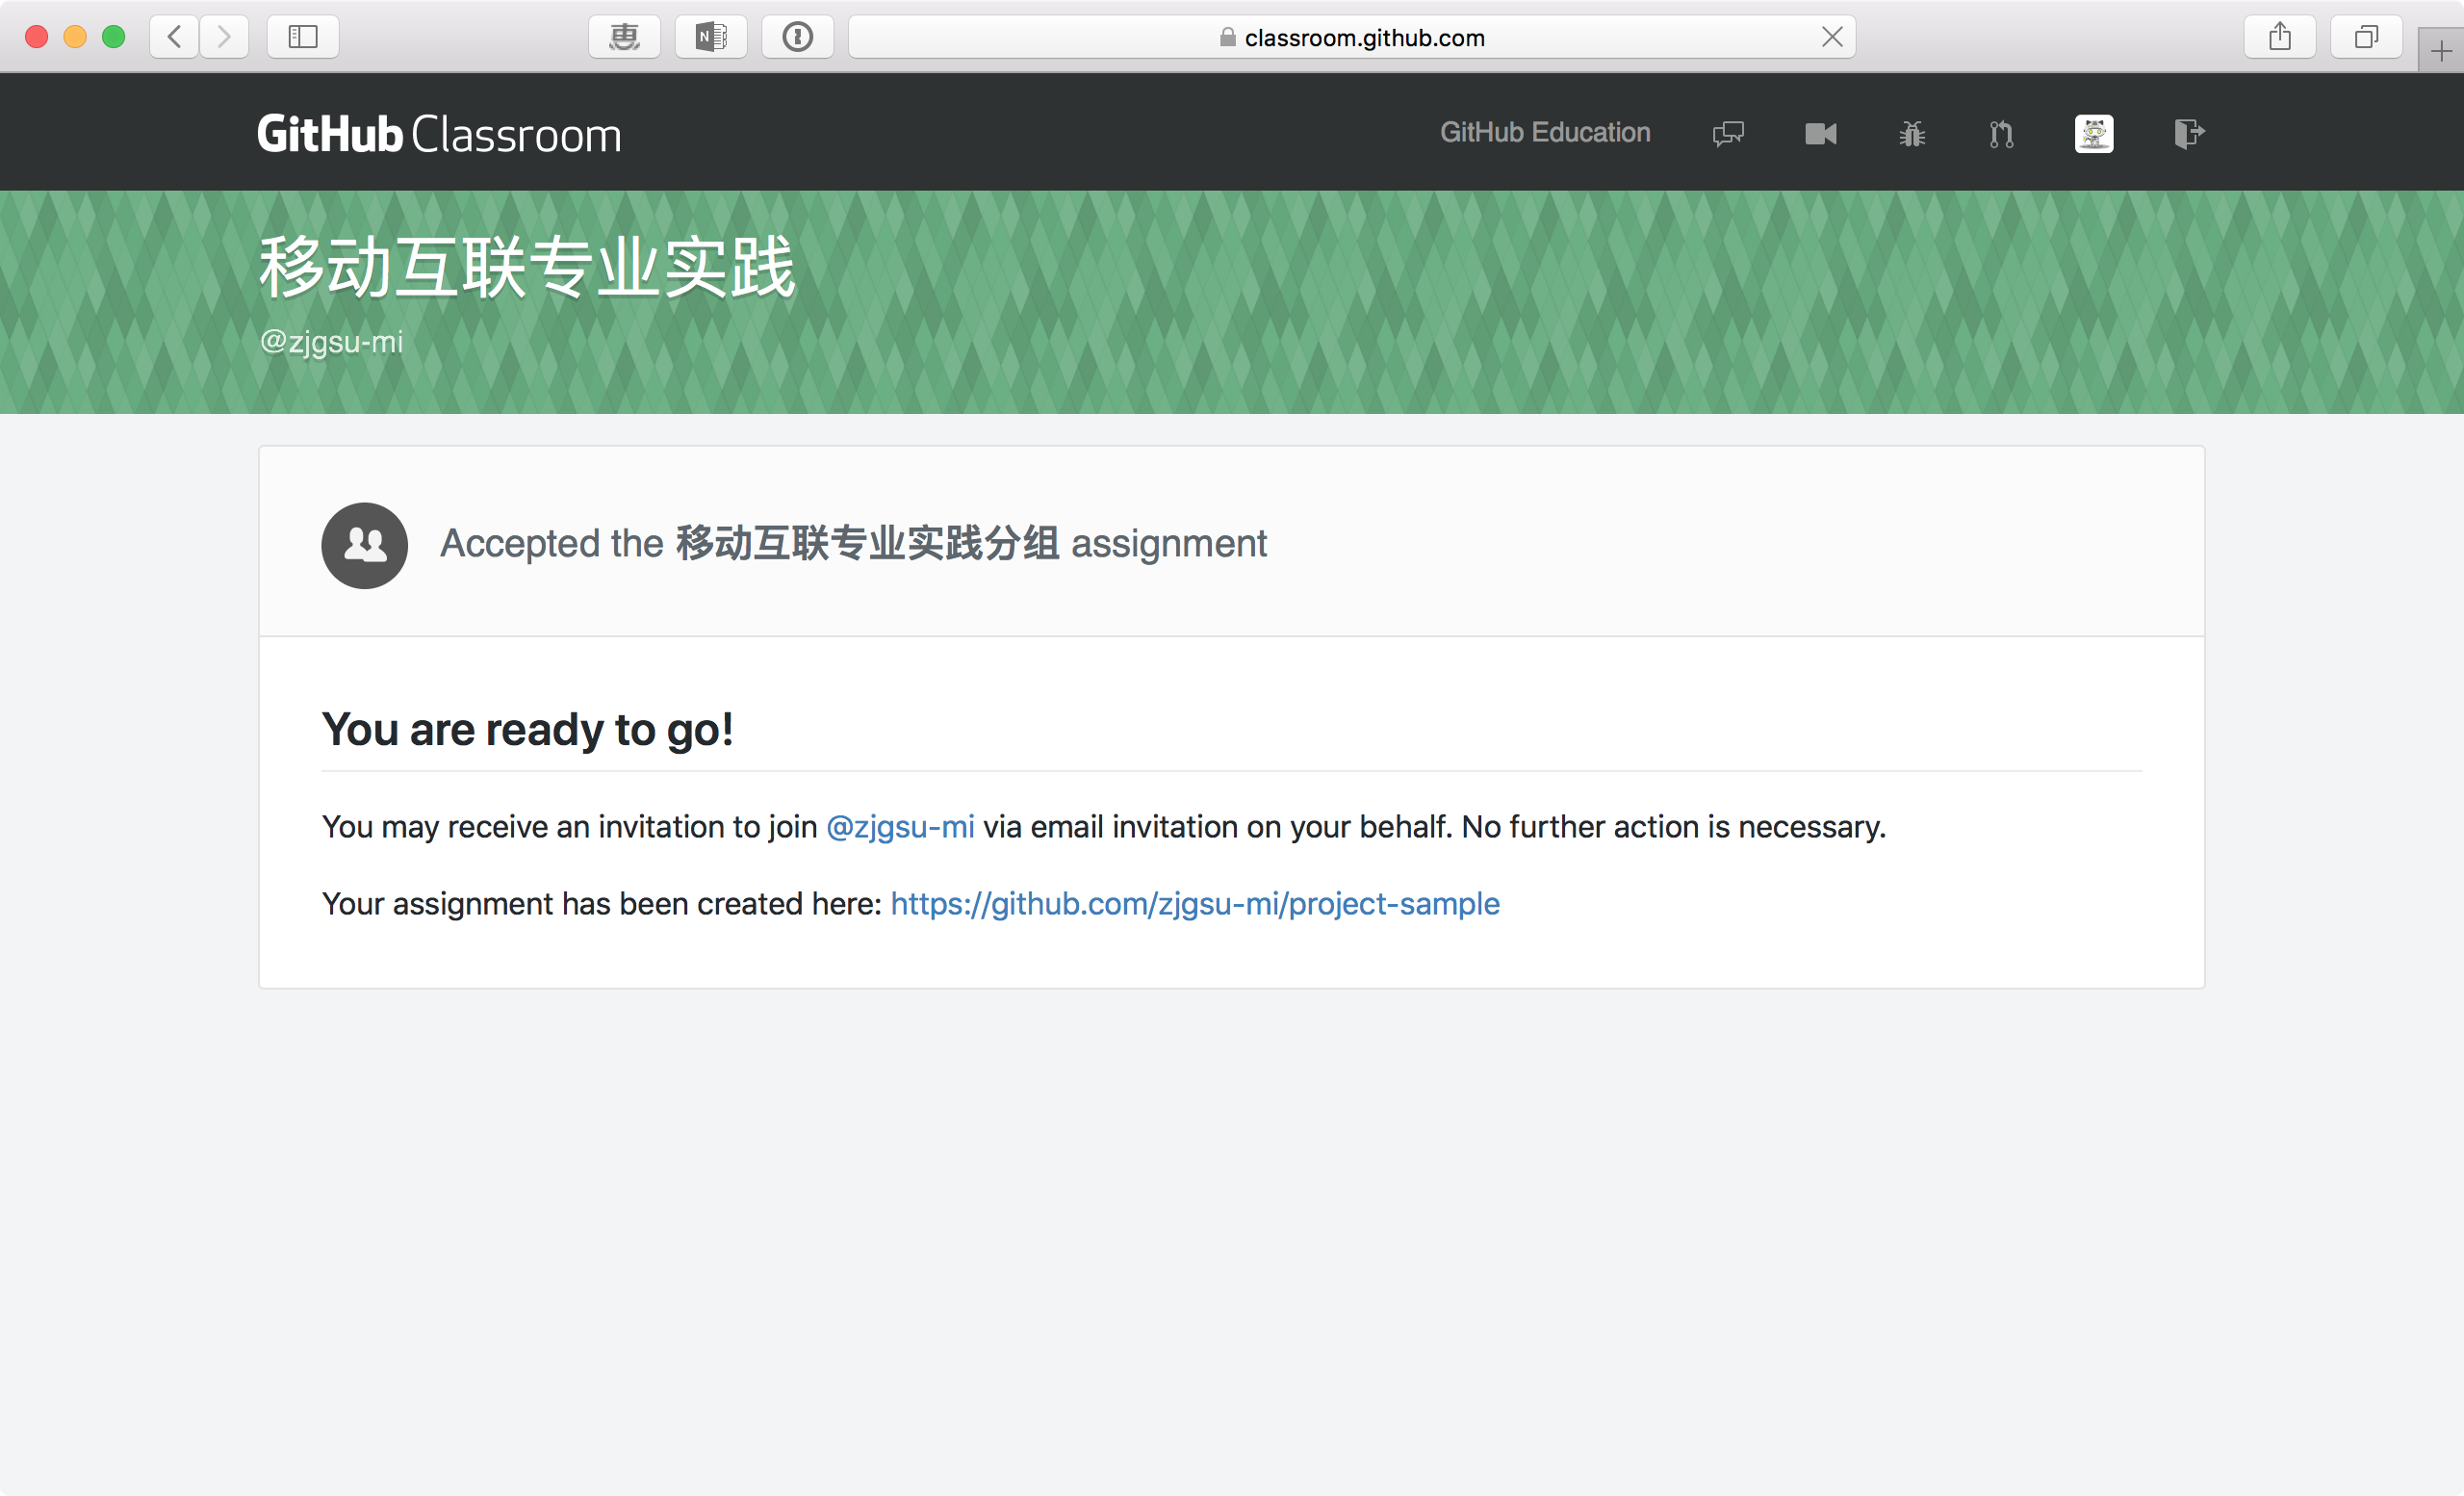 惠
N
classroom.github.com
GitHub Classroom
GitHub Education
移动互联专业实践
@zjgsu-mi
Accepted the 移动互联专业实践分组 assignment
You are ready to go!
You may receive an invitation to join @zjgsu-mi via email invitation on your behalf. No further action is necessary.
Your assignment has been created here: https://github.com/zjgsu-mi/project-sample